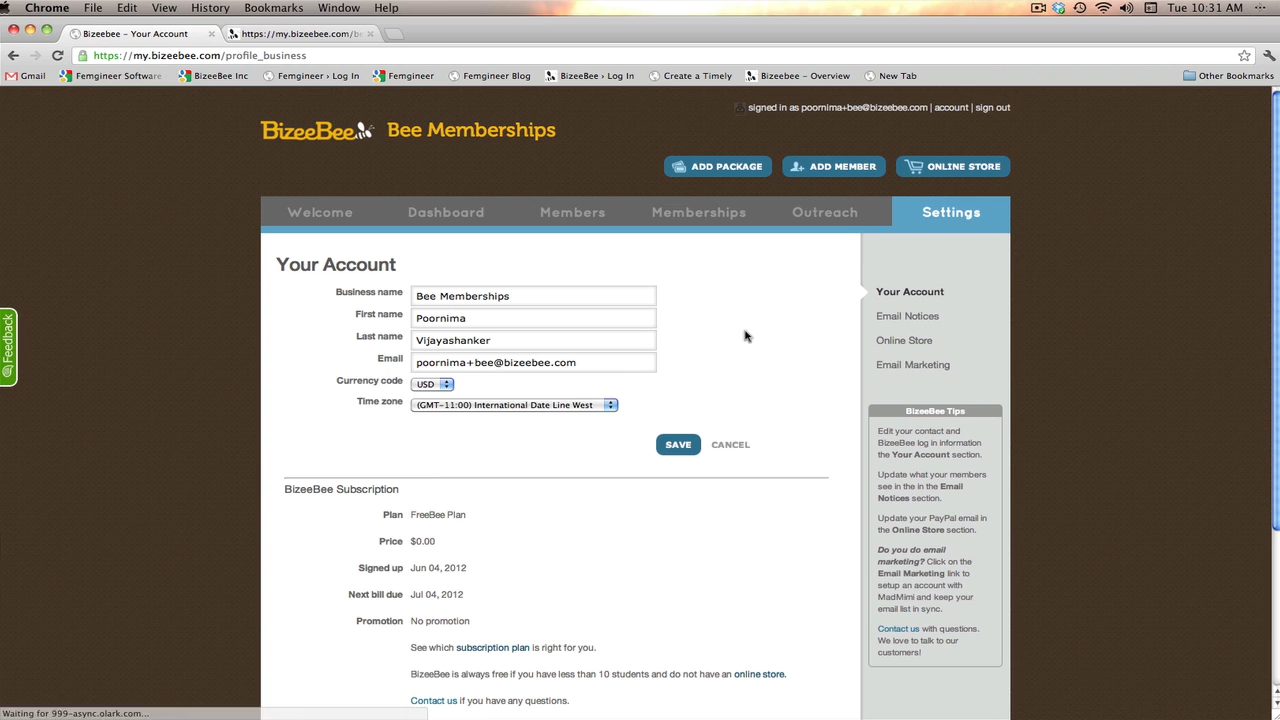 Chrome File Edit View History Bookmarks Window Help Tue 10:31 AM
Bizeebee - Your Account https://my.bizeebee.com/be
https://my.bizeebee.com/profile_business
Gmail Femgineer Software BizeeBee Inc Femgineer › Log In Femgineer Femgineer Blog BizeeBee › Log In Create a Timely Bizeebee - Overview New Tab Other Bookmarks
signed in as poornima+bee@bizeebee.com | account | sign out
BizeeBee Bee Memberships
ADD PACKAGE ADD MEMBER ONLINE STORE
Welcome Dashboard Members Memberships Outreach Settings
Your Account
Business name Bee Memberships
First name Poornima
Last name Vijayashanker
Email poornima+bee@bizeebee.com
Currency code USD
Time zone (GMT-11:00) International Date Line West
SAVE CANCEL
BizeeBee Subscription
Plan FreeBee Plan
Price $0.00
Signed up Jun 04, 2012
Next bill due Jul 04, 2012
Promotion No promotion
See which subscription plan is right for you.
BizeeBee is always free if you have less than 10 students and do not have an online store.
Contact us if you have any questions.
Your Account
Email Notices
Online Store
Email Marketing
BizeeBee Tips
Edit your contact and
BizeeBee log in information
the Your Account section.
Update what your members
see in the in the Email
Notices section.
Update your PayPal email in
the Online Store section.
Do you do email
marketing? Click on the
Email Marketing link to
setup an account with
MadMimi and keep your
email list in sync.
Contact us with questions.
We love to talk to our
customers!
Feedback
Waiting for 999-async.olark.com...